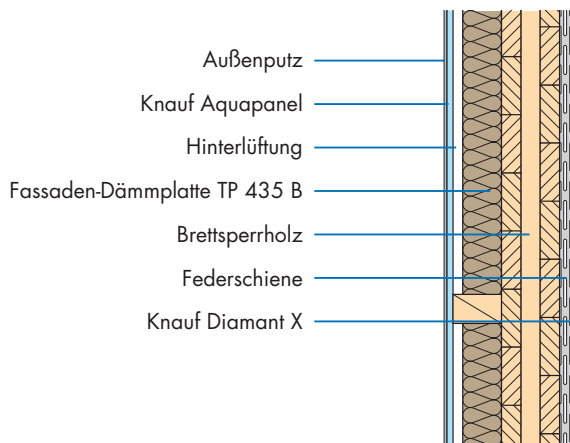 Außenputz
Knauf Aquapanel
Hinterlüftung
Fassaden-Dämmplatte TP 435 B
Brettsperrholz
Federschiene
Knauf Diamant X